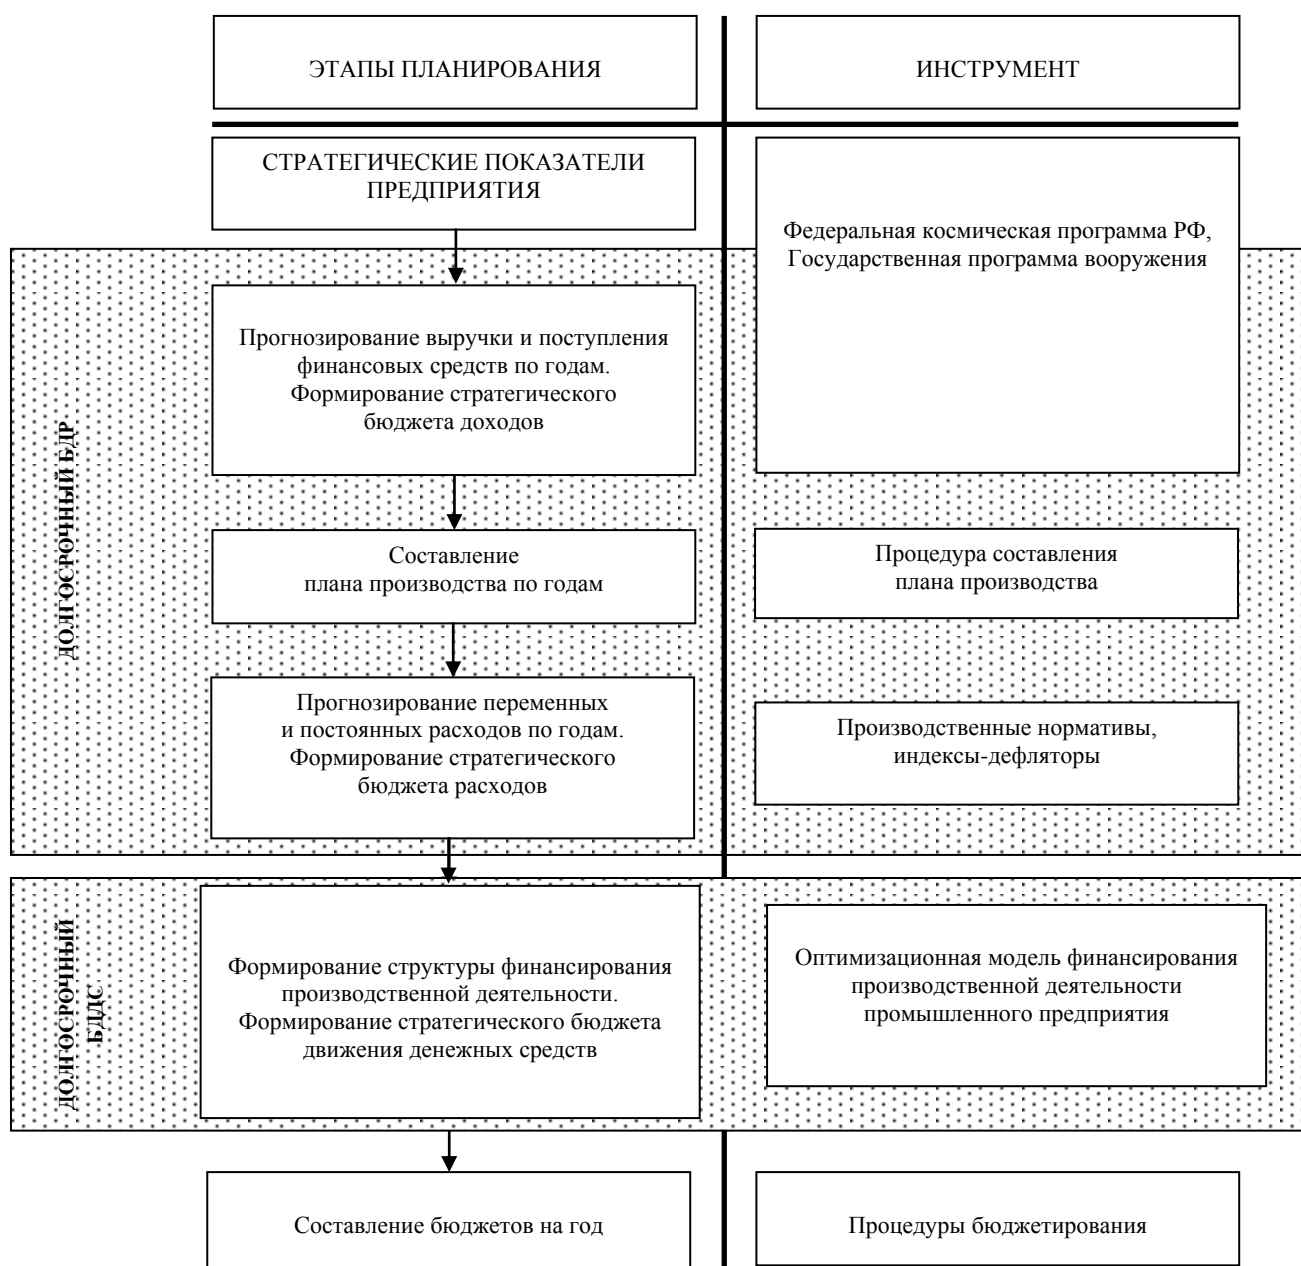 ЭТАПЫ ПЛАНИРОВАНИЯ
ИНСТРУМЕНТ
СТРАТЕГИЧЕСКИЕ ПОКАЗАТЕЛИ
ПРЕДПРИЯТИЯ
Федеральная космическая программа РФ,
Государственная программа вооружения
ДОЛГОСРОЧНЫЙ БДР
Прогнозирование выручки и поступления
финансовых средств по годам.
Формирование стратегического
бюджета доходов
Составление
плана производства по годам
Процедура составления
плана производства
Прогнозирование переменных
и постоянных расходов по годам.
Формирование стратегического
бюджета расходов
Производственные нормативы,
индексы-дефляторы
ДОЛГОСРОЧНЫЙ
БДДС
Формирование структуры финансирования
производственной деятельности.
Формирование стратегического бюджета
движения денежных средств
Оптимизационная модель финансирования
производственной деятельности
промышленного предприятия
Составление бюджетов на год
Процедуры бюджетирования